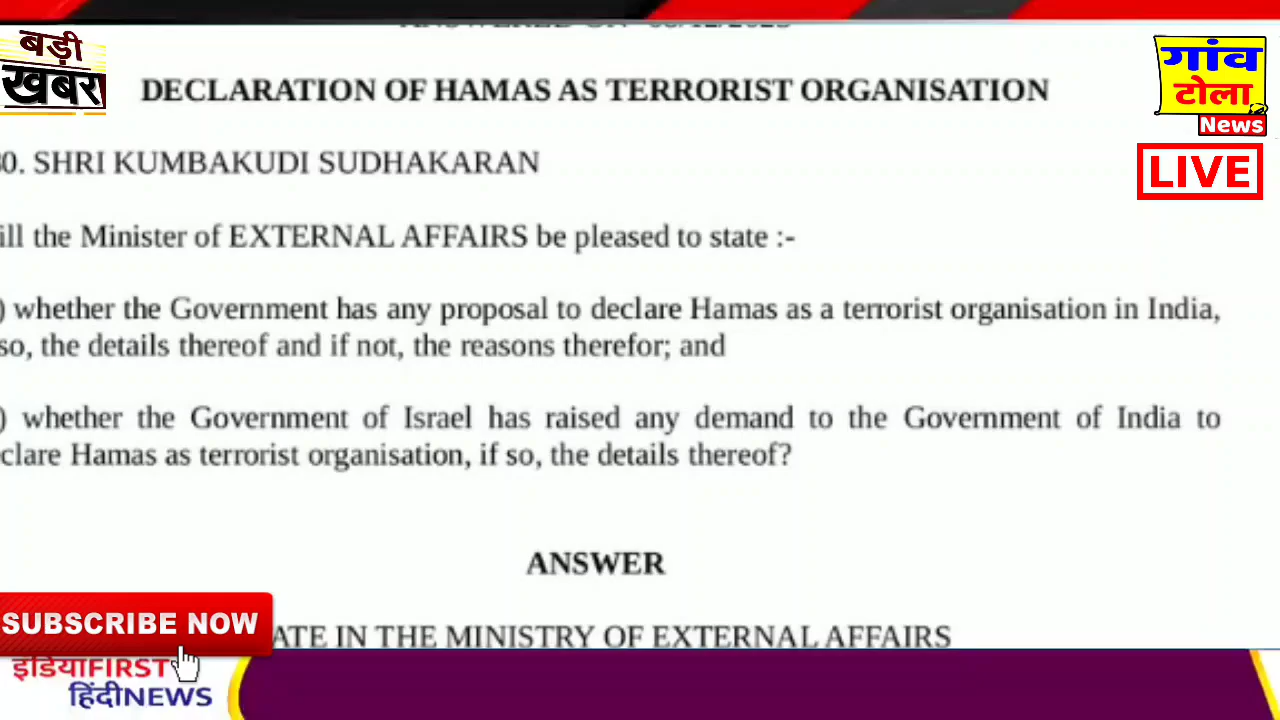 बड़ी
खबर
गांव
टोला
News
LIVE
DECLARATION OF HAMAS AS TERRORIST ORGANISATION
0. SHRI KUMBAKUDI SUDHAKARAN
ill the Minister of EXTERNAL AFFAIRS be pleased to state :-
) whether the Government has any proposal to declare Hamas as a terrorist organisation in India,
so, the details thereof and if not, the reasons therefor; and
) whether the Government of Israel has raised any demand to the Government of India to
clare Hamas as terrorist organisation, if so, the details thereof?
ANSWER
ATE IN THE MINISTRY OF EXTERNAL AFFAIRS
SUBSCRIBE NOW
इंडियाFIRST
हिंदीNEWS